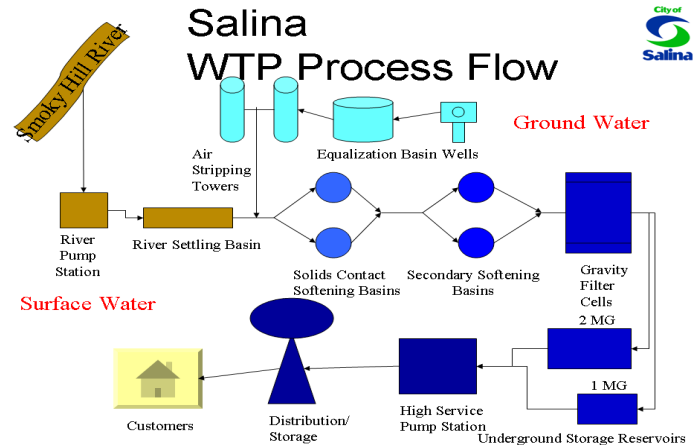 Salina
WTP Process Flow
City of
Salina
Smoky Hill River
Ground Water
Air
Stripping
Towers
Equalization Basin Wells
River
Pump
Station
River Settling Basin
Solids Contact
Softening Basins
Secondary Softening
Basins
Gravity
Filter
Cells
Surface Water
2 MG
1 MG
Customers
Distribution/
Storage
High Service
Pump Station
Underground Storage Reservoirs